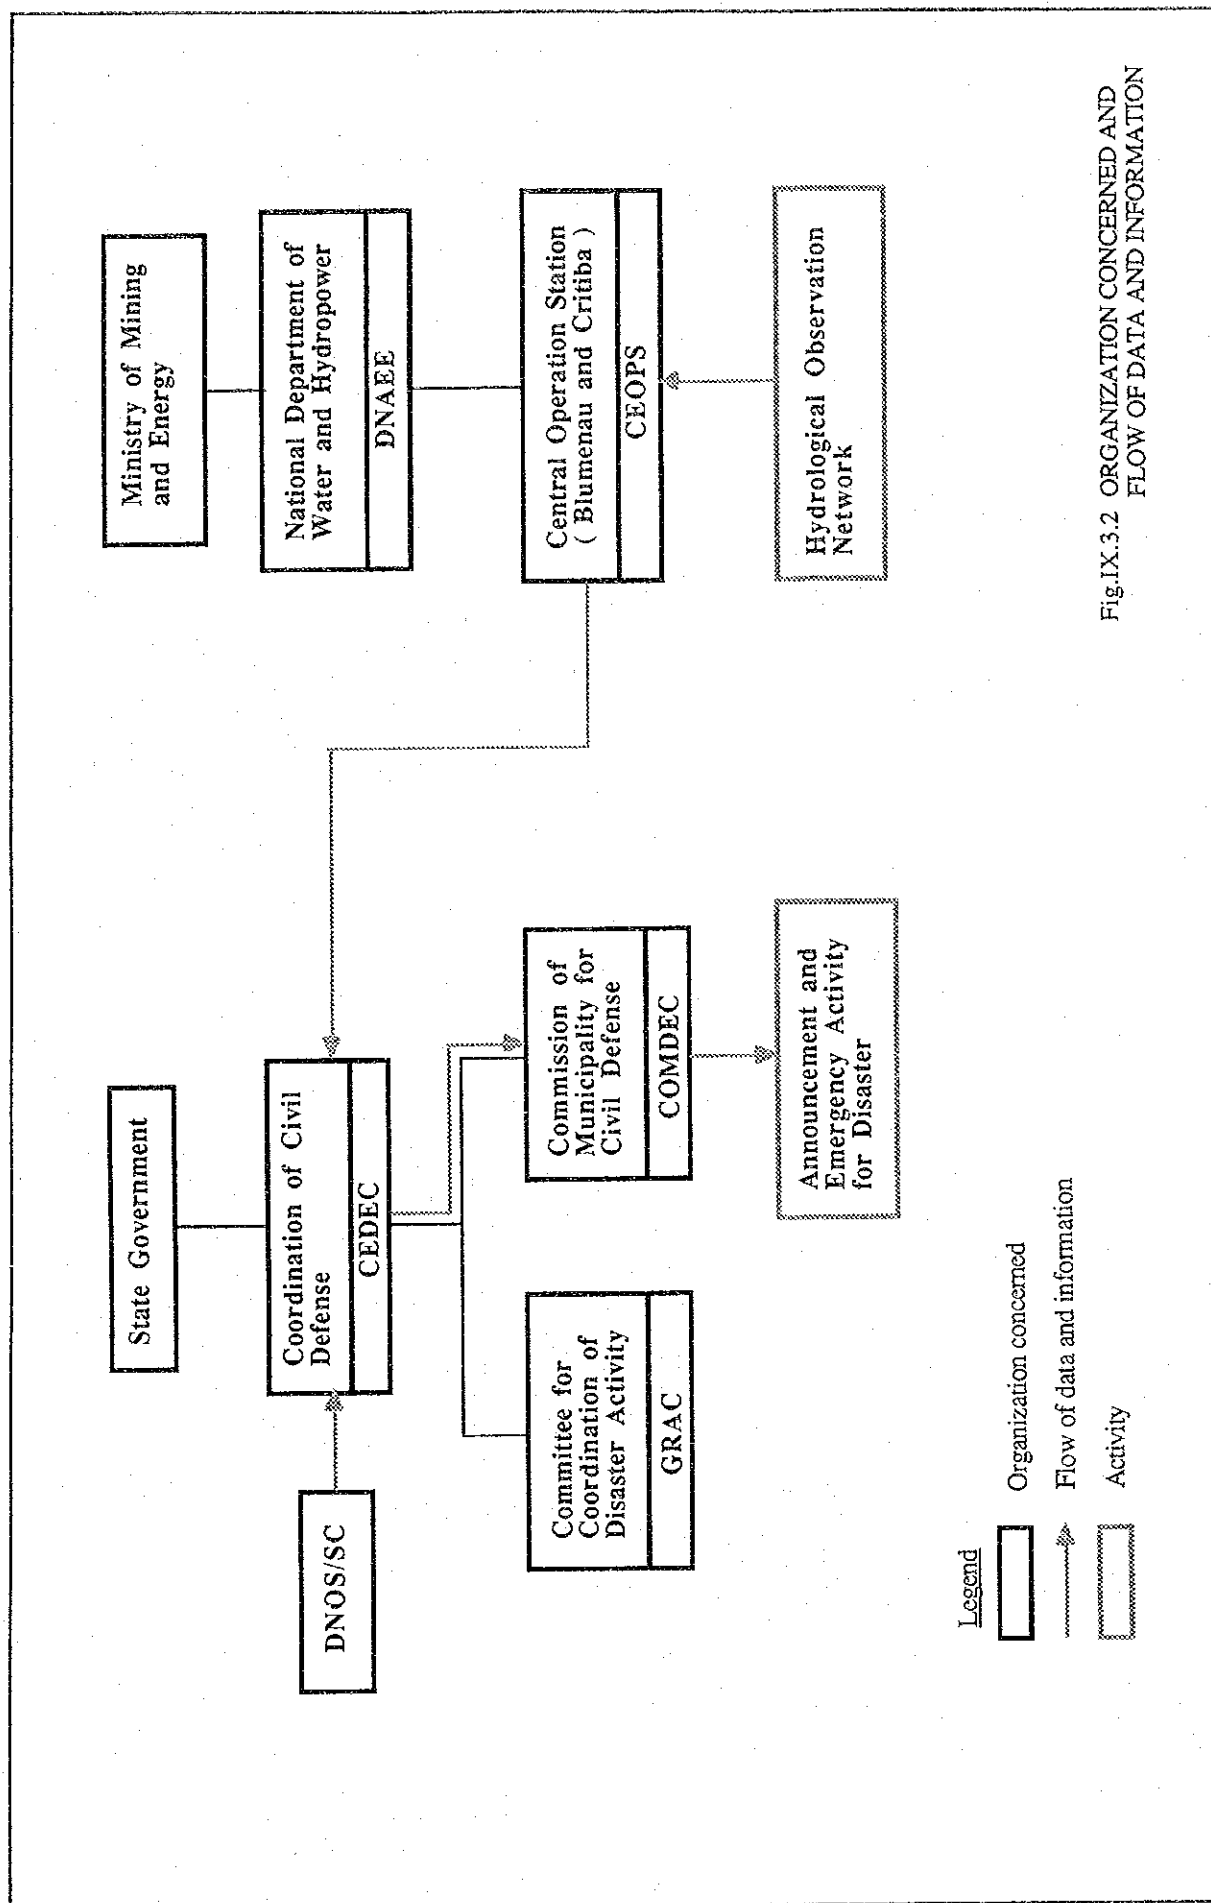 State Government
Ministry of Mining
and Energy
DNOS/SC
Coordination of Civil
Defense
CEDEC
National Department of
Water and Hydropower
DNAEE
Committee for
Coordination of
Disaster Activity
GRAC
Commission of
Municipality for
Civil Defense
COMDEC
Central Operation Station
( Blumenau and Critiba )
CEOPS
Announcement and
Emergency Activity
for Disaster
Hydrological Observation
Network
Legend
Organization concerned
Flow of data and information
Activity
Fig.IX.3.2 ORGANIZATION CONCERNED AND
FLOW OF DATA AND INFORMATION